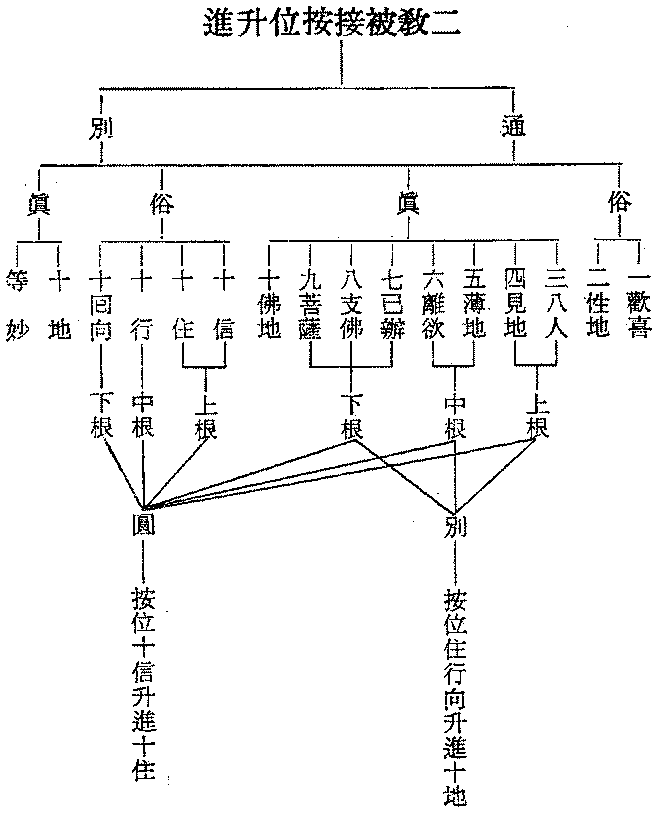 二教被接按位升進
通
別
俗
眞
俗
眞
一歡喜
二性地
三八人
四見地
五薄地
六離欲
七已辦
八支佛
九菩薩
十佛地
十信
十住
十行
十回向
十地
等妙
上根
中根
下根
上根
中根
下根
別
圓
按位住行向升進十地
按位十信升進十住